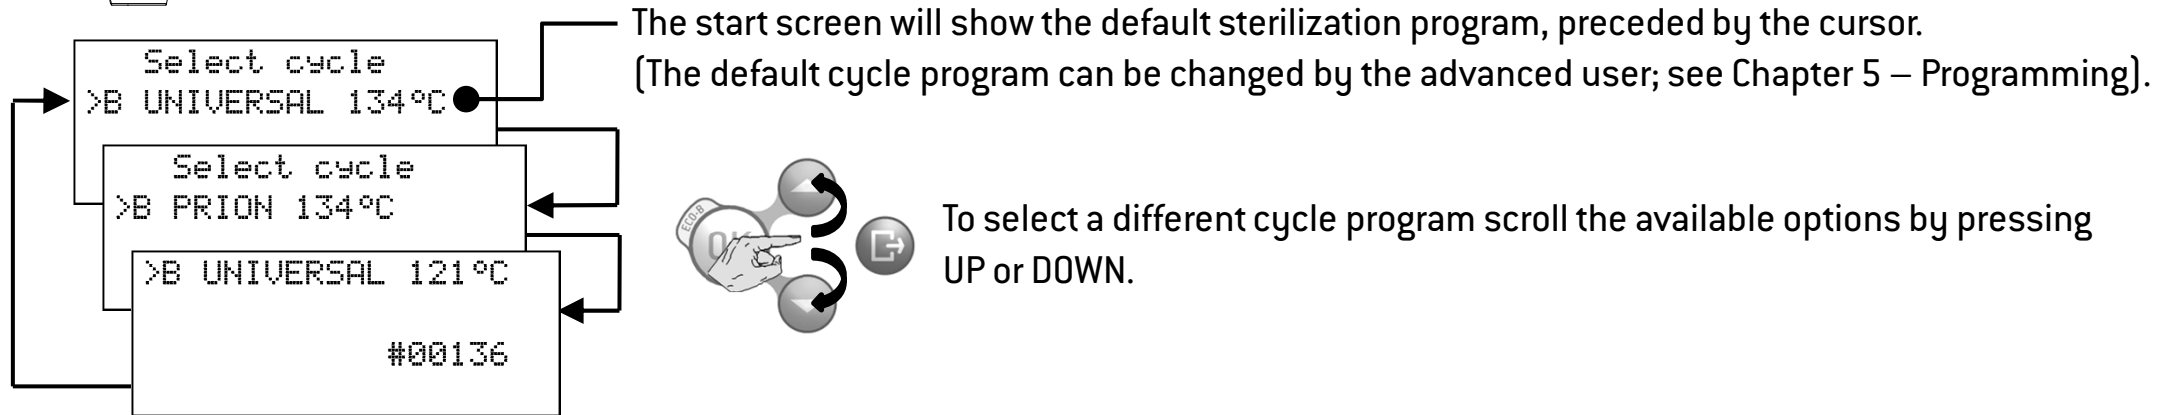 The start screen will show the default sterilization program, preceded by the cursor.
(The default cycle program can be changed by the advanced user; see Chapter 5 – Programming).
Select cycle
>B UNIVERSAL 134°C
Select cycle
>B PRION 134°C
>B UNIVERSAL 121°C
#00136
ECO-B
OK
To select a different cycle program scroll the available options by pressing
UP or DOWN.